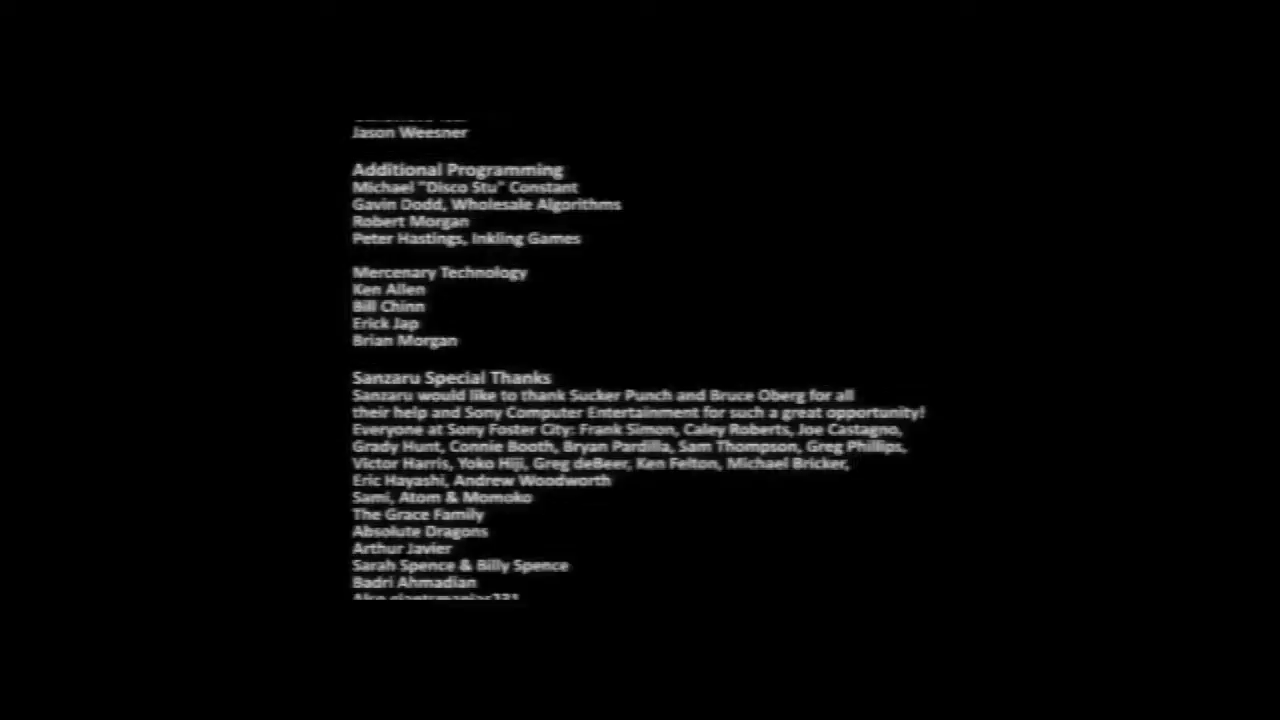 Jason Weesner
Additional Programming
Michael "Disco Stu" Constant
Gavin Dodd, Wholesale Algorithms
Robert Morgan
Peter Hastings, Inkling Games
Mercenary Technology
Ken Allen
Bill Chinn
Erick Jap
Brian Morgan
Sanzaru Special Thanks
Sanzaru would like to thank Sucker Punch and Bruce Oberg for all
their help and Sony Computer Entertainment for such a great opportunity!
Everyone at Sony Foster City: Frank Simon, Caley Roberts, Joe Castagno,
Grady Hunt, Connie Booth, Bryan Pardilla, Sam Thompson, Greg Phillips,
Victor Harris, Yoko Hiji, Greg deBeer, Ken Felton, Michael Bricker,
Eric Hayashi, Andrew Woodworth
Sami, Atom & Momoko
The Grace Family
Absolute Dragons
Arthur Javier
Sarah Spence & Billy Spence
Badri Ahmadian